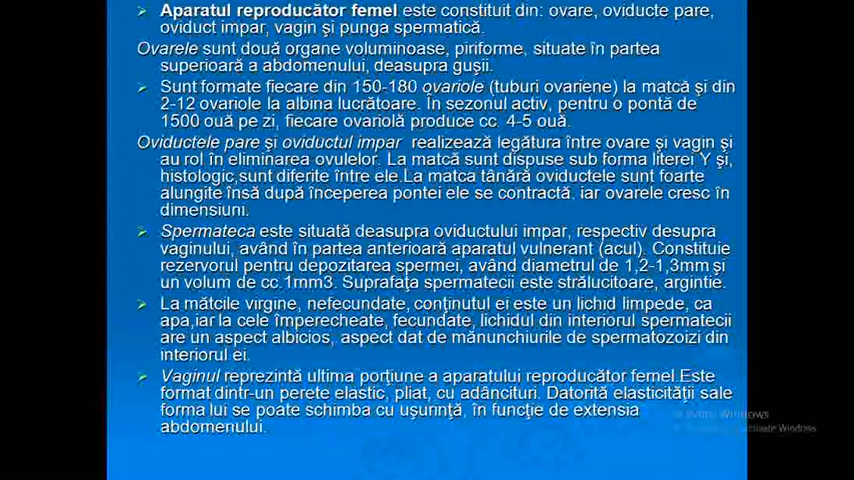 Aparatul reproducător femel este constituit din: ovare, oviducte pare,
oviduct impar, vagin şi punga spermatică.
Ovarele sunt două organe voluminoase, piriforme, situate în partea
superioară a abdomenului, deasupra guşii.
Sunt formate fiecare din 150-180 ovariole (tuburi ovariene) la matcă şi din
2-12 ovariole la albina lucrătoare. În sezonul activ, pentru o pontă de
1500 ouă pe zi, fiecare ovariolă produce cc. 4-5 ouă.
Oviductele pare şi oviductul impar realizează legătura între ovare şi vagin şi
au rol în eliminarea ovulelor. La matcă sunt dispuse sub forma literei Y şi,
histologic,sunt diferite între ele.La matca tânără oviductele sunt foarte
alungite însă după începerea pontei ele se contractă, iar ovarele cresc în
dimensiuni.
Spermateca este situată deasupra oviductului impar, respectiv desupra
vaginului, având în partea anterioară aparatul vulnerant (acul). Constituie
rezervorul pentru depozitarea spermei, având diametrul de 1,2-1,3mm şi
un volum de cc.1mm3. Suprafaţa spermatecii este strălucitoare, argintie.
La mătcile virgine, nefecundate, conţinutul ei este un lichid limpede, ca
apa,iar la cele împerecheate, fecundate, lichidul din interiorul spermatecii
are un aspect albicios, aspect dat de mănunchiurile de spermatozoizi din
interiorul ei.
Vaginul reprezintă ultima porţiune a aparatului reproducător femel.Este
format dintr-un perete elastic, pliat, cu adâncituri. Datorită elasticităţii sale
forma lui se poate schimba cu uşurinţă, în funcţie de extensia
abdomenului.
Windows
Windows